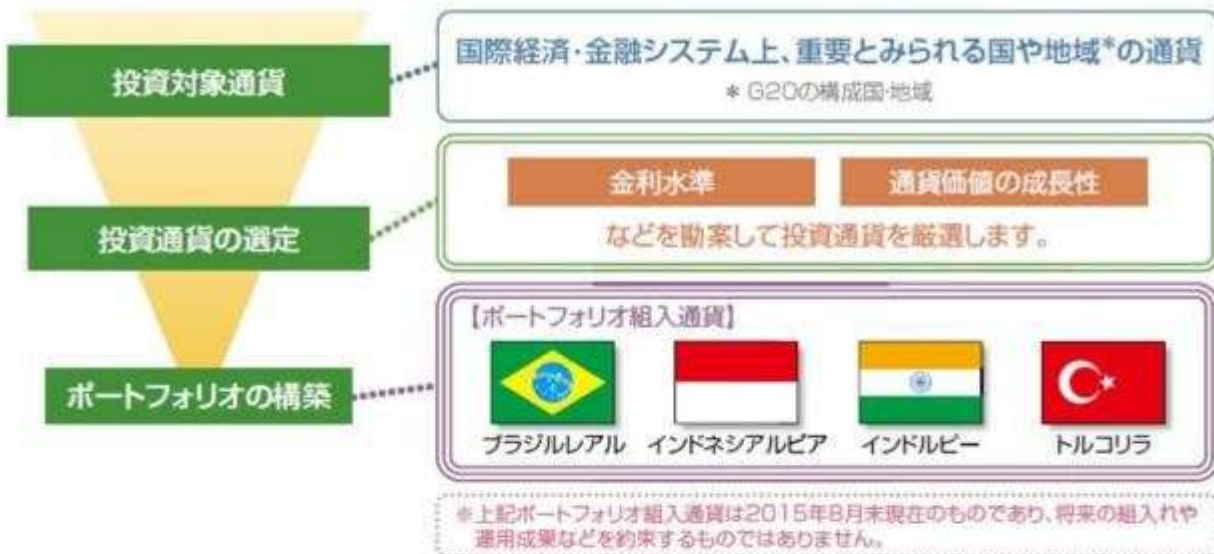 投資対象通貨
国際経済・金融システム上、重要とみられる国や地域*の通貨
* G20の構成国・地域
投資通貨の選定
金利水準
通貨価値の成長性
などを勘案して投資通貨を厳選します。
ポートフォリオの構築
【ポートフォリオ組入通貨】
ブラジルレアル
インドネシアルピア
インドルピー
トルコリラ
※上記ポートフォリオ組入通貨は2015年8月末現在のものであり、将来の組入れや
運用成果などを約束するものではありません。